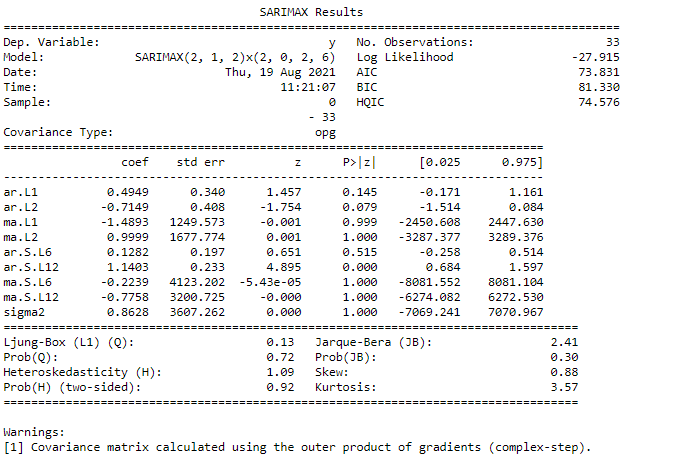 SARIMAX Results
==============================================================================
Dep. Variable: y No. Observations: 33
Model: SARIMAX(2, 1, 2)x(2, 0, 2, 6) Log Likelihood -27.915
Date: Thu, 19 Aug 2021 AIC 73.831
Time: 11:21:07 BIC 81.330
Sample: 0 HQIC 74.576
- 33
Covariance Type: opg
==============================================================================
coef std err z P>|z| [0.025 0.975]
------------------------------------------------------------------------------
ar.L1 0.4949 0.340 1.457 0.145 -0.171 1.161
ar.L2 -0.7149 0.408 -1.754 0.079 -1.514 0.084
ma.L1 -1.4893 1249.573 -0.001 0.999 -2450.608 2447.630
ma.L2 0.9999 1677.774 0.001 1.000 -3287.377 3289.376
ar.S.L6 0.1282 0.197 0.651 0.515 -0.258 0.514
ar.S.L12 1.1403 0.233 4.895 0.000 0.684 1.597
ma.S.L6 -0.2239 4123.202 -5.43e-05 1.000 -8081.552 8081.104
ma.S.L12 -0.7758 3200.725 -0.000 1.000 -6274.082 6272.530
sigma2 0.8628 3607.262 0.000 1.000 -7069.241 7070.967
==============================================================================
Ljung-Box (L1) (Q): 0.13 Jarque-Bera (JB): 2.41
Prob(Q): 0.72 Prob(JB): 0.30
Heteroskedasticity (H): 1.09 Skew: 0.88
Prob(H) (two-sided): 0.92 Kurtosis: 3.57
==============================================================================
Warnings:
[1] Covariance matrix calculated using the outer product of gradients (complex-step).